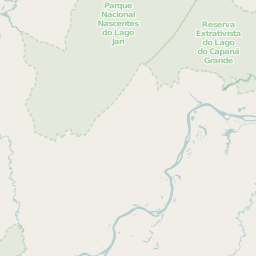 Parque
Nacional
Nascentes
do Lago
Jari
Reserva
Extrativista
do Lago
do Capanã
Grande